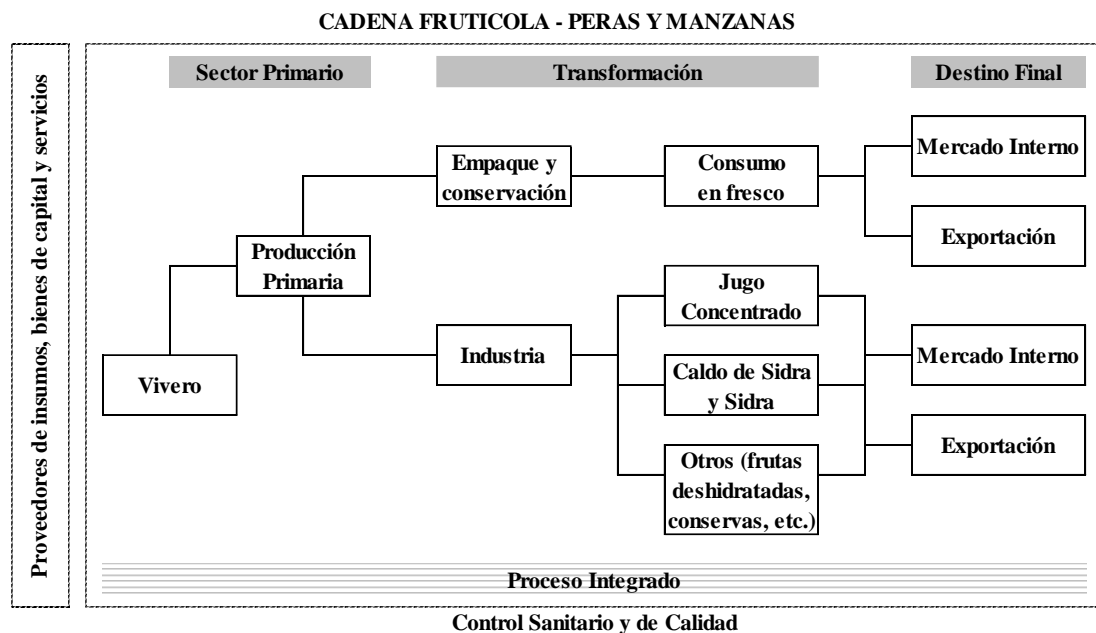 CADENA FRUTICOLA - PERAS Y MANZANAS
Proveedores de insumos, bienes de capital y servicios
Sector Primario
Transformación
Destino Final
Mercado Interno
Empaque y
conservación
Consumo
en fresco
Exportación
Producción
Primaria
Jugo
Concentrado
Industria
Mercado Interno
Vivero
Caldo de Sidra
y Sidra
Exportación
Otros (frutas
deshidratadas,
conservas, etc.)
Proceso Integrado
Control Sanitario y de Calidad